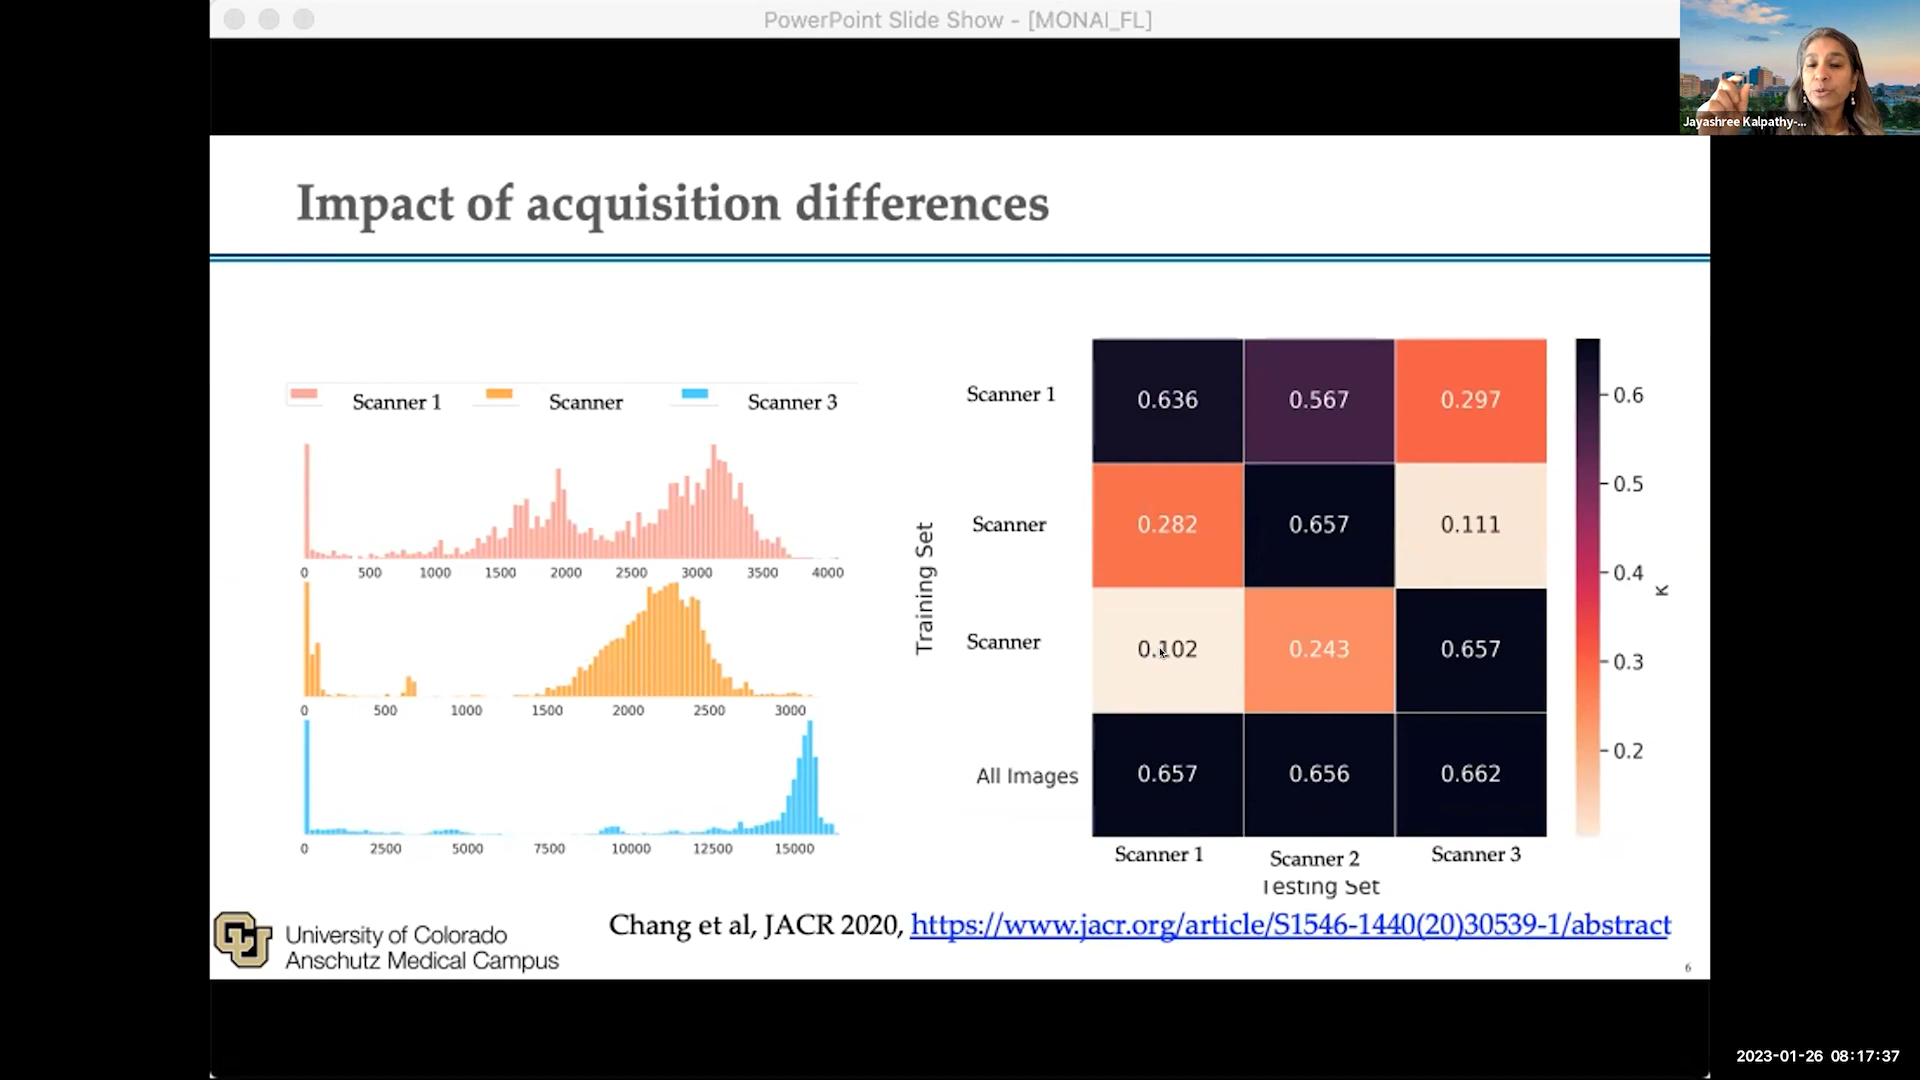 PowerPoint Slide Show - [MONAI_FL]
Jayashree Kalpathy-...
Impact of acquisition differences
Scanner 1 Scanner Scanner 3
0 500 1000 1500 2000 2500 3000 3500 4000
0 500 1000 1500 2000 2500 3000
0 2500 5000 7500 10000 12500 15000
Training Set
Scanner 1 0.636 0.567 0.297
Scanner 0.282 0.657 0.111
Scanner 0.102 0.243 0.657
All Images 0.657 0.656 0.662
Scanner 1 Scanner 2 Scanner 3
Testing Set
0.6
0.5
0.4
0.3
0.2
κ
Chang et al, JACR 2020, https://www.jacr.org/article/S1546-1440(20)30539-1/abstract
CU
University of Colorado
Anschutz Medical Campus
6
2023-01-26 08:17:37